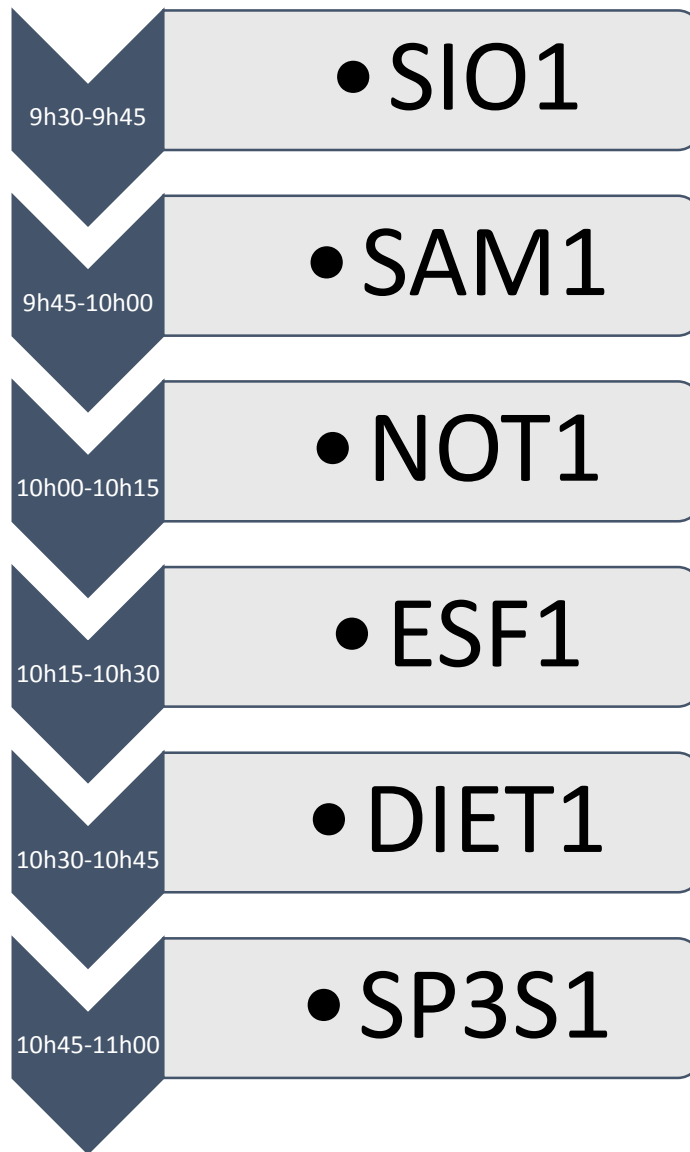 9h30-9h45
• SIO1
9h45-10h00
• SAM1
10h00-10h15
• NOT1
10h15-10h30
• ESF1
10h30-10h45
• DIET1
10h45-11h00
• SP3S1